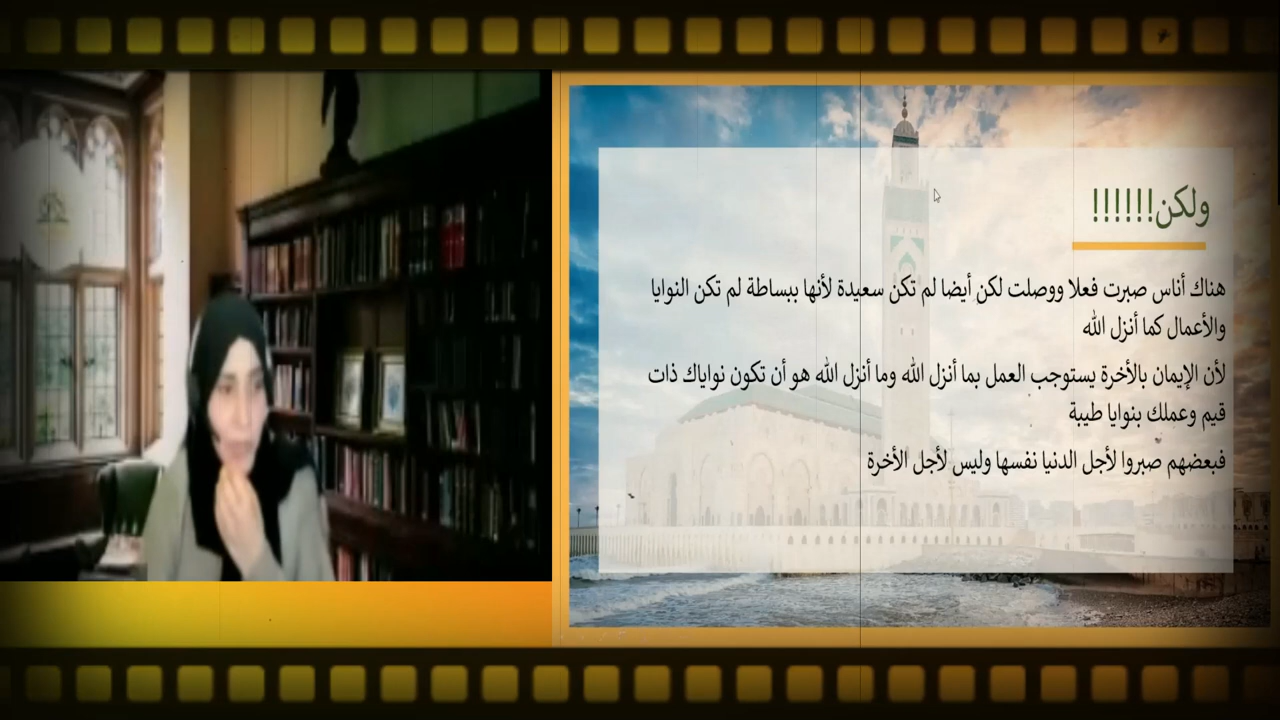 ولكن!!!!!!
هناك أناس صبرت فعلا ووصلت لكن أيضا لم تكن سعيدة لأنها ببساطة لم تكن النوايا
والأعمال كما أنزل الله
لأن الإيمان بالأخرة يستوجب العمل بما أنزل الله وما أنزل الله هو أن تكون نواياك ذات
قيم وعملك بنوايا طيبة
فبعضهم صبروا لأجل الدنيا نفسها وليس لأجل الأخرة